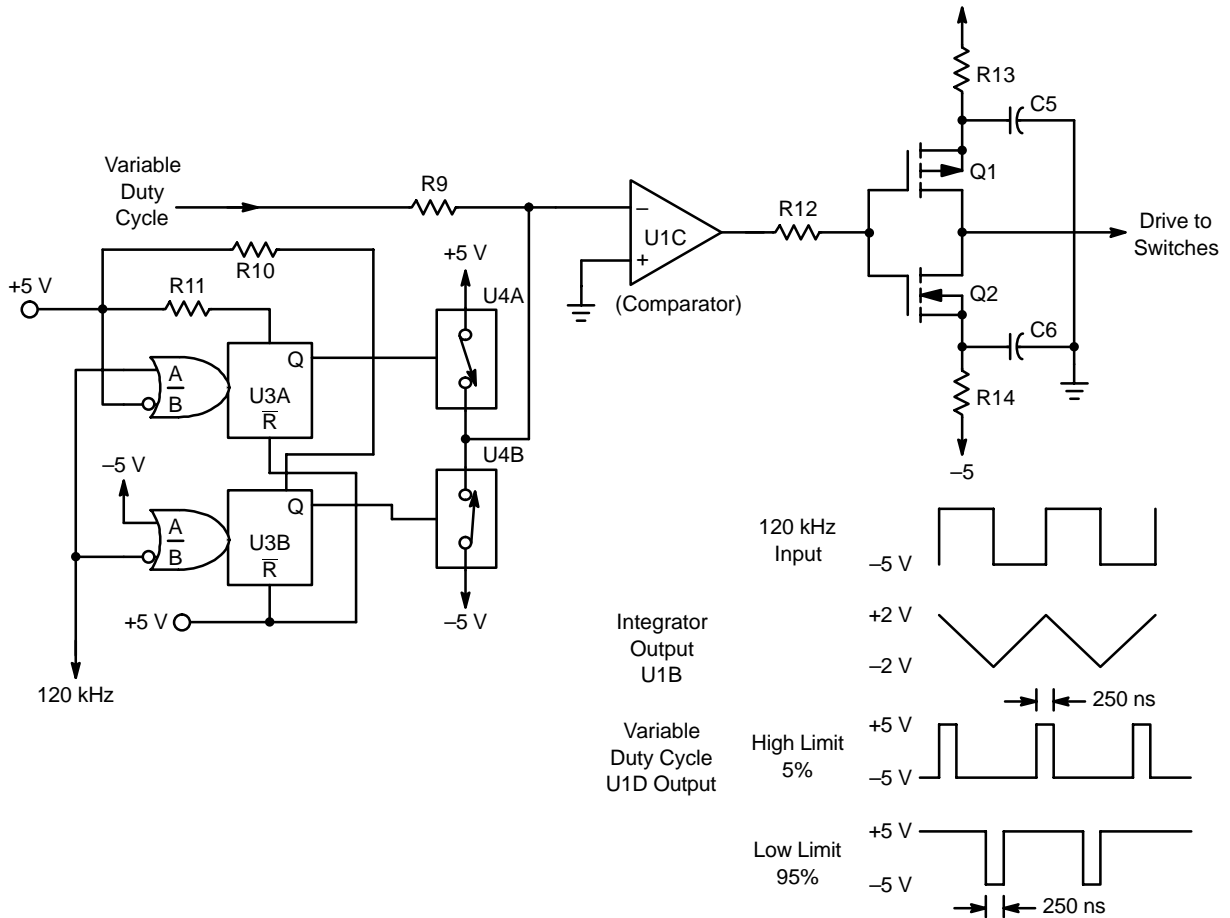 R13
C5
Q1
Variable
Duty
Cycle
R9
–
U1C
+
(Comparator)
R12
Drive to
Switches
R10
+5 V
R11
+5 V
U4A
Q2
C6
A
B
Q
U3A
R
R14
–5
U4B
–5 V
A
B
Q
U3B
R
+5 V
–5 V
120 kHz
120 kHz
Input
–5 V
Integrator
Output
U1B
+2 V
–2 V
250 ns
Variable
Duty Cycle
U1D Output
High Limit
5%
+5 V
–5 V
Low Limit
95%
+5 V
–5 V
250 ns